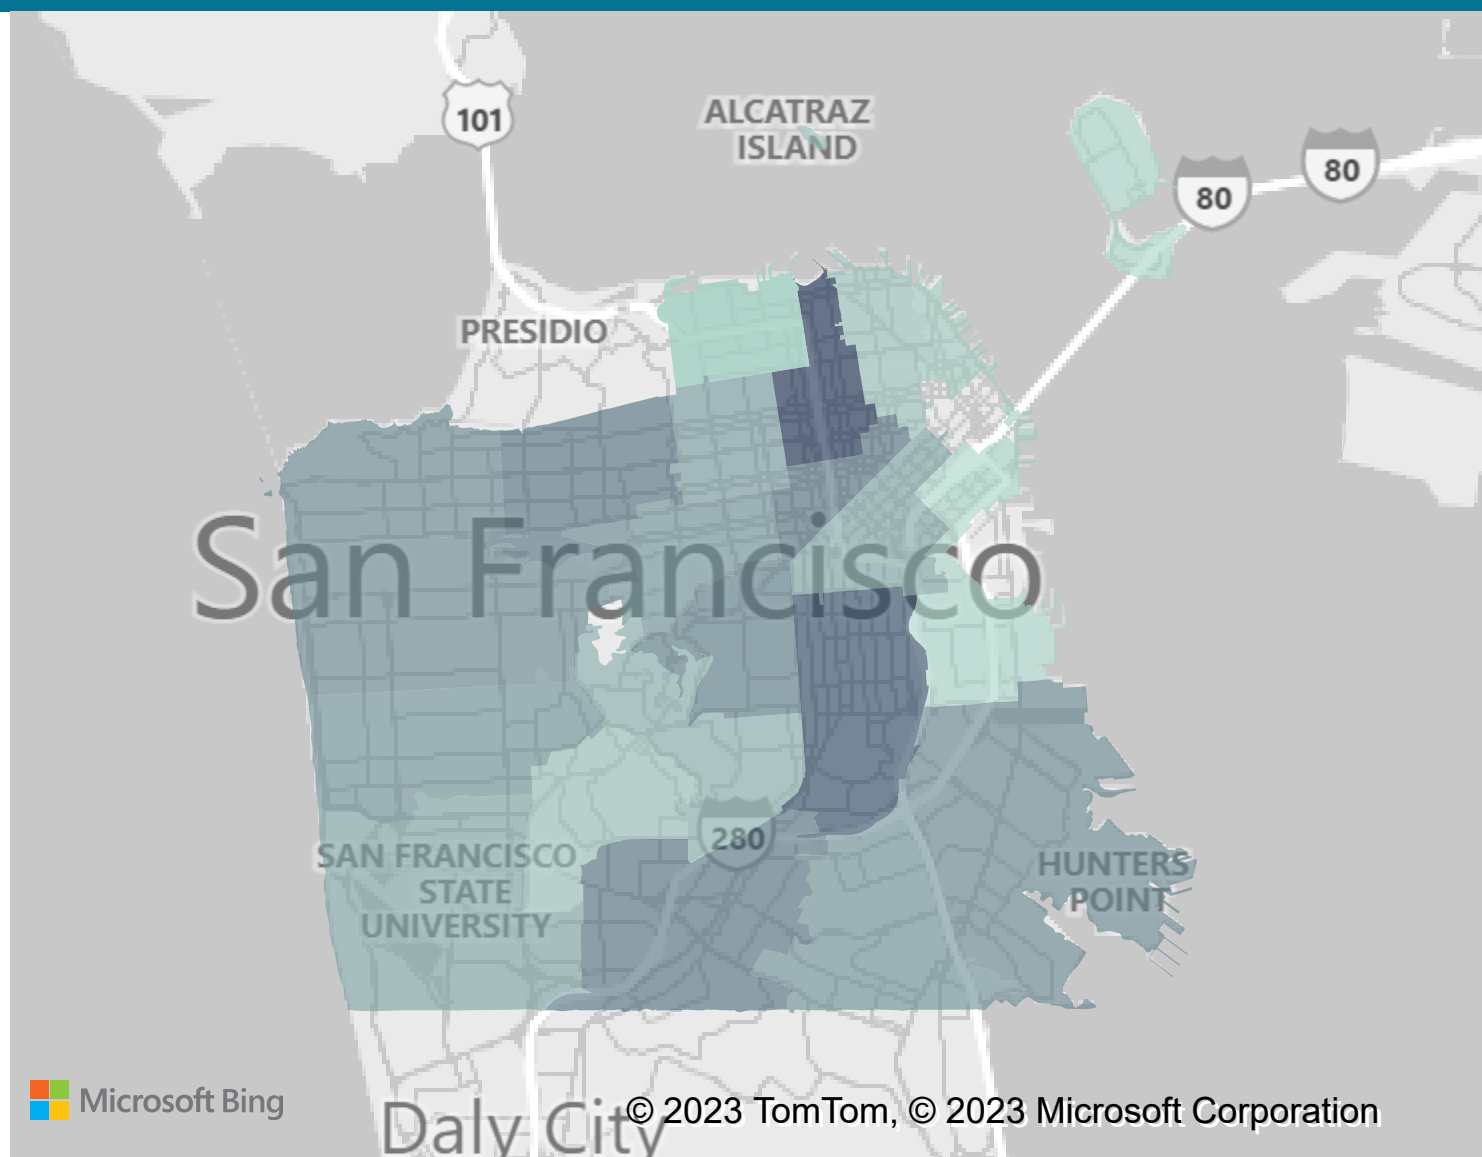 101
ALCATRAZ
ISLAND
80
80
PRESIDIO
San Francisco
280
SAN FRANCISCO
STATE
UNIVERSITY
HUNTERS
POINT
Microsoft Bing
Daly City
© 2023 TomTom, © 2023 Microsoft Corporation